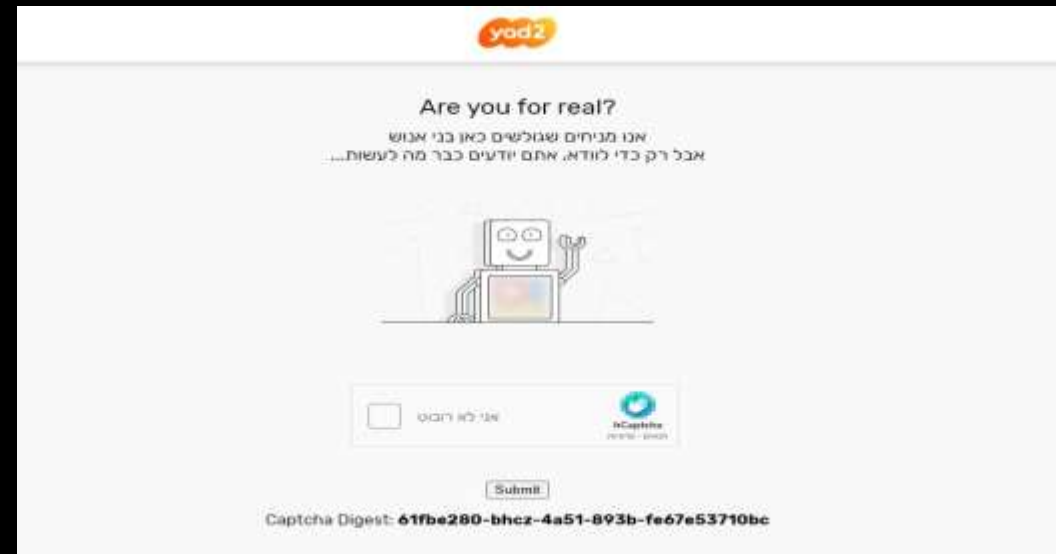 yad2
Are you for real?
אנו מניחים שגולשים כאן בני אנוש
אבל רק כדי לוודא, אתם יודעים כבר מה לעשות...
אני לא רובוט
hCaptcha
Submit
Captcha Digest: 61fbe280-bhcz-4a51-893b-fe67e53710bc